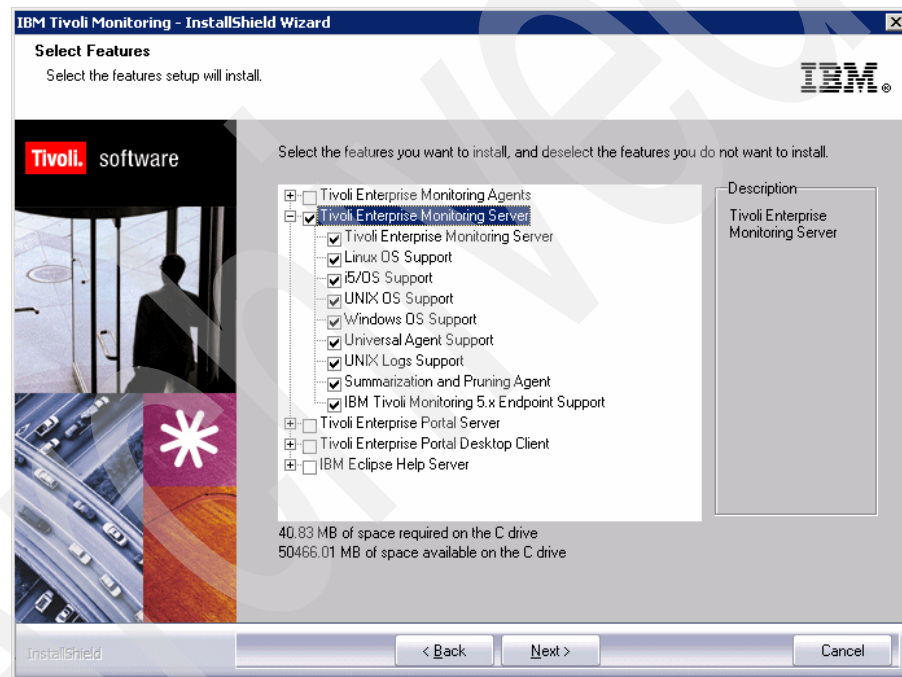 IBM Tivoli Monitoring - InstallShield Wizard
Select Features
Select the features setup will install.
IBM®
Tivoli. software
Select the features you want to install, and deselect the features you do not want to install.
Tivoli Enterprise Monitoring Agents
Tivoli Enterprise Monitoring Server
Tivoli Enterprise Monitoring Server
Linux OS Support
i5/OS Support
UNIX OS Support
Windows OS Support
Universal Agent Support
UNIX Logs Support
Summarization and Pruning Agent
IBM Tivoli Monitoring 5.x Endpoint Support
Tivoli Enterprise Portal Server
Tivoli Enterprise Portal Desktop Client
IBM Eclipse Help Server
Description
Tivoli Enterprise
Monitoring Server
40.83 MB of space required on the C drive
50466.01 MB of space available on the C drive
InstallShield
< Back
Next >
Cancel